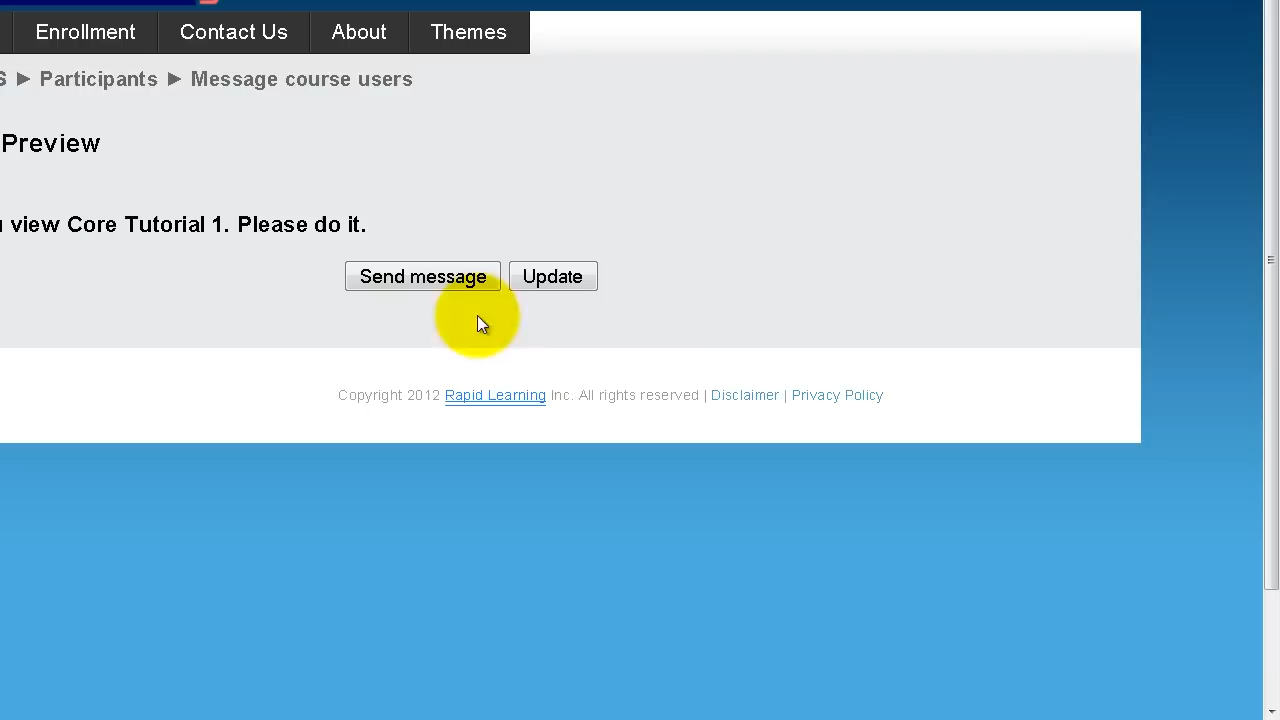 Enrollment Contact Us About Themes
S ► Participants ► Message course users
Preview
view Core Tutorial 1. Please do it.
Send message Update
Copyright 2012 Rapid Learning Inc. All rights reserved | Disclaimer | Privacy Policy